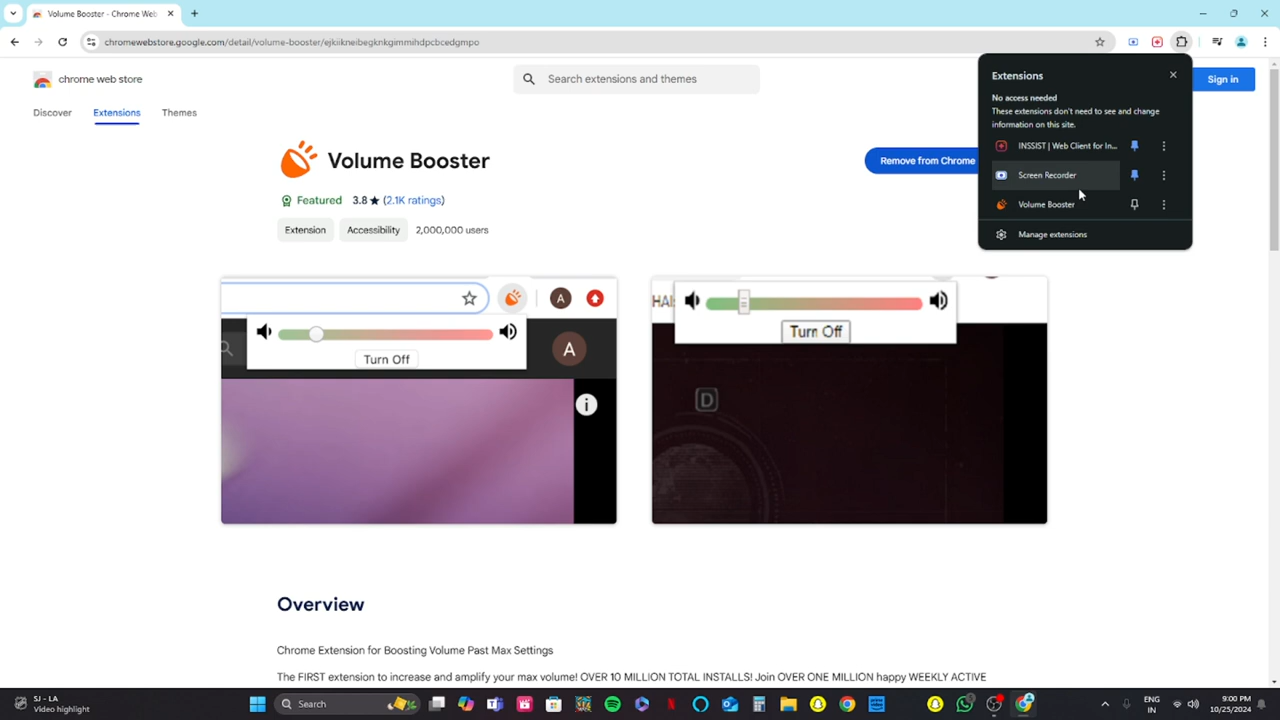 Volume Booster - Chrome Web
chromewebstore.google.com/detail/volume-booster/ejkiikneibegknkgimmihdpcbcedgmpo
chrome web store
Search extensions and themes
Sign in
Discover
Extensions
Themes
Extensions
No access needed
These extensions don't need to see and change
information on this site.
INSSIST | Web Client for In...
Screen Recorder
Volume Booster
Manage extensions
Volume Booster
Remove from Chrome
Featured 3.8 ★ (2.1K ratings)
Extension
Accessibility
2,000,000 users
A
Turn Off
A
i
HA
Turn Off
D
Overview
Chrome Extension for Boosting Volume Past Max Settings
The FIRST extension to increase and amplify your max volume! OVER 10 MILLION TOTAL INSTALLS! Join OVER ONE MILLION happy WEEKLY ACTIVE
SJ - LA
Video highlight
Search
ENG
IN
9:00 PM
10/25/2024